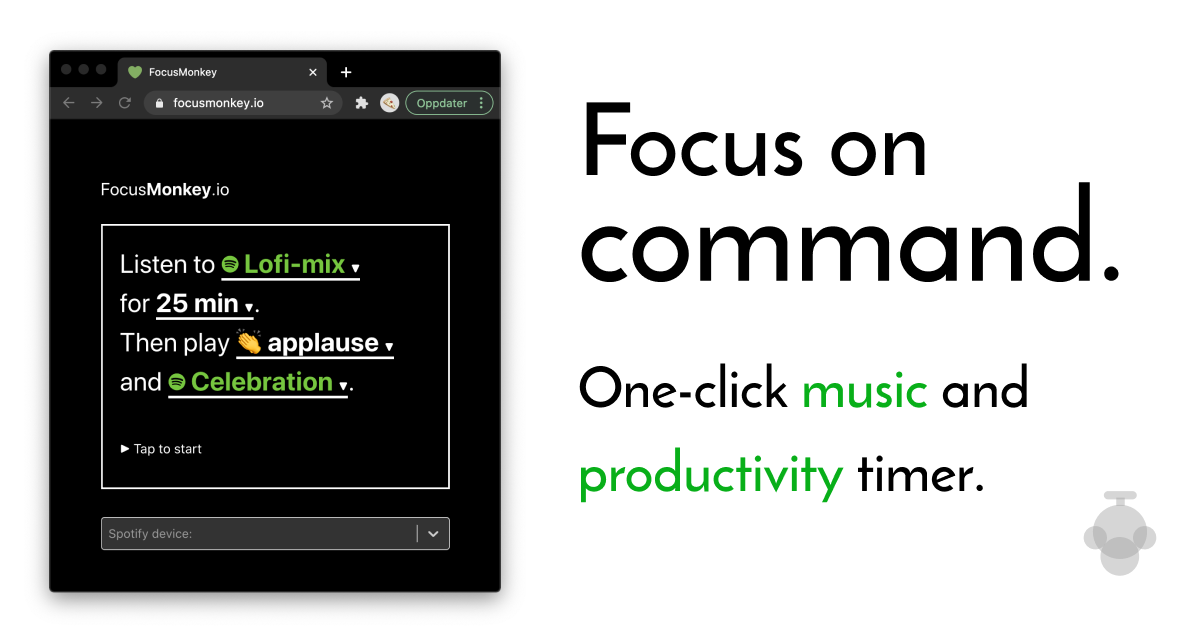 FocusMonkey
focusmonkey.io
Oppdater
FocusMonkey.io
Listen to Lofi-mix ▾
for 25 min ▾.
Then play 👏 applause ▾
and Celebration ▾.
▶ Tap to start
Spotify device:
Focus on
command.
One-click music and
productivity timer.